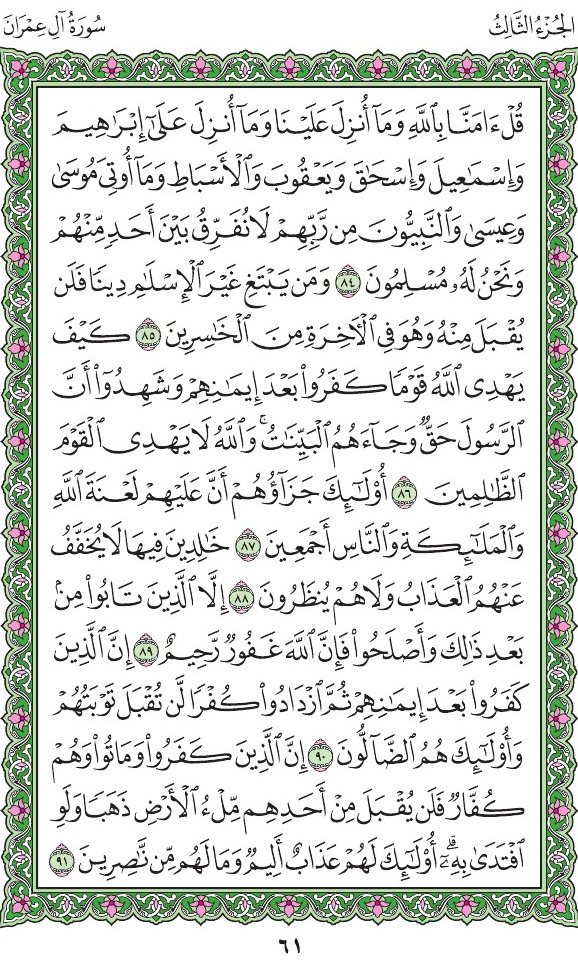 الجُزْءُ الثَّالِثُ
سُورَةُ آلِ عِمْرَانَ
قُلْ ءَامَنَّا بِٱللَّهِ وَمَآ أُنزِلَ عَلَيْنَا وَمَآ أُنزِلَ عَلَىٰٓ إِبْرَٰهِيمَ
وَإِسْمَٰعِيلَ وَإِسْحَٰقَ وَيَعْقُوبَ وَٱلْأَسْبَاطِ وَمَآ أُوتِىَ مُوسَىٰ
وَعِيسَىٰ وَٱلنَّبِيُّونَ مِن رَّبِّهِمْ لَا نُفَرِّقُ بَيْنَ أَحَدٍ مِّنْهُمْ
وَنَحْنُ لَهُۥ مُسْلِمُونَ ٨٤ وَمَن يَبْتَغِ غَيْرَ ٱلْإِسْلَٰمِ دِينًا فَلَن
يُقْبَلَ مِنْهُ وَهُوَ فِى ٱلْءَاخِرَةِ مِنَ ٱلْخَٰسِرِينَ ٨٥ كَيْفَ
يَهْدِى ٱللَّهُ قَوْمًا كَفَرُوا۟ بَعْدَ إِيمَٰنِهِمْ وَشَهِدُوٓا۟ أَنَّ
ٱلرَّسُولَ حَقٌّ وَجَآءَهُمُ ٱلْبَيِّنَٰتُ ۚ وَٱللَّهُ لَا يَهْدِى ٱلْقَوْمَ
ٱلظَّٰلِمِينَ ٨٦ أُو۟لَٰٓئِكَ جَزَآؤُهُمْ أَنَّ عَلَيْهِمْ لَعْنَةَ ٱللَّهِ
وَٱلْمَلَٰٓئِكَةِ وَٱلنَّاسِ أَجْمَعِينَ ٨٧ خَٰلِدِينَ فِيهَا لَا يُخَفَّفُ
عَنْهُمُ ٱلْعَذَابُ وَلَا هُمْ يُنظَرُونَ ٨٨ إِلَّا ٱلَّذِينَ تَابُوا۟ مِنۢ
بَعْدِ ذَٰلِكَ وَأَصْلَحُوا۟ فَإِنَّ ٱللَّهَ غَفُورٌ رَّحِيمٌ ٨٩ إِنَّ ٱلَّذِينَ
كَفَرُوا۟ بَعْدَ إِيمَٰنِهِمْ ثُمَّ ٱزْدَادُوا۟ كُفْرًا لَّن تُقْبَلَ تَوْبَتُهُمْ
وَأُو۟لَٰٓئِكَ هُمُ ٱلضَّآلُّونَ ٩٠ إِنَّ ٱلَّذِينَ كَفَرُوا۟ وَمَاتُوا۟ وَهُمْ
كُفَّارٌ فَلَن يُقْبَلَ مِنْ أَحَدِهِم مِّلْءُ ٱلْأَرْضِ ذَهَبًا وَلَوِ
ٱفْتَدَىٰ بِهِۦٓ ۗ أُو۟لَٰٓئِكَ لَهُمْ عَذَابٌ أَلِيمٌ وَمَا لَهُم مِّن نَّٰصِرِينَ ٩١
٦١